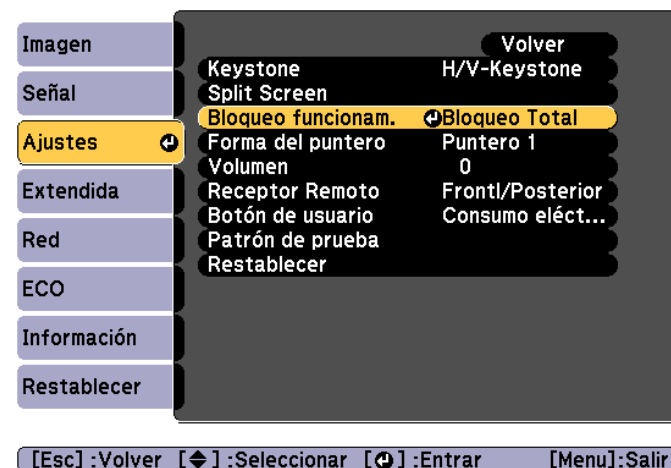 Imagen
Señal
Ajustes
Extendida
Red
ECO
Información
Restablecer
Volver
Keystone H/V-Keystone
Split Screen
Bloqueo funcionam. Bloqueo Total
Forma del puntero Puntero 1
Volumen 0
Receptor Remoto Frontl/Posterior
Botón de usuario Consumo eléct...
Patrón de prueba
Restablecer
[Esc] :Volver [◆] :Seleccionar [⏎] :Entrar [Menu]:Salir